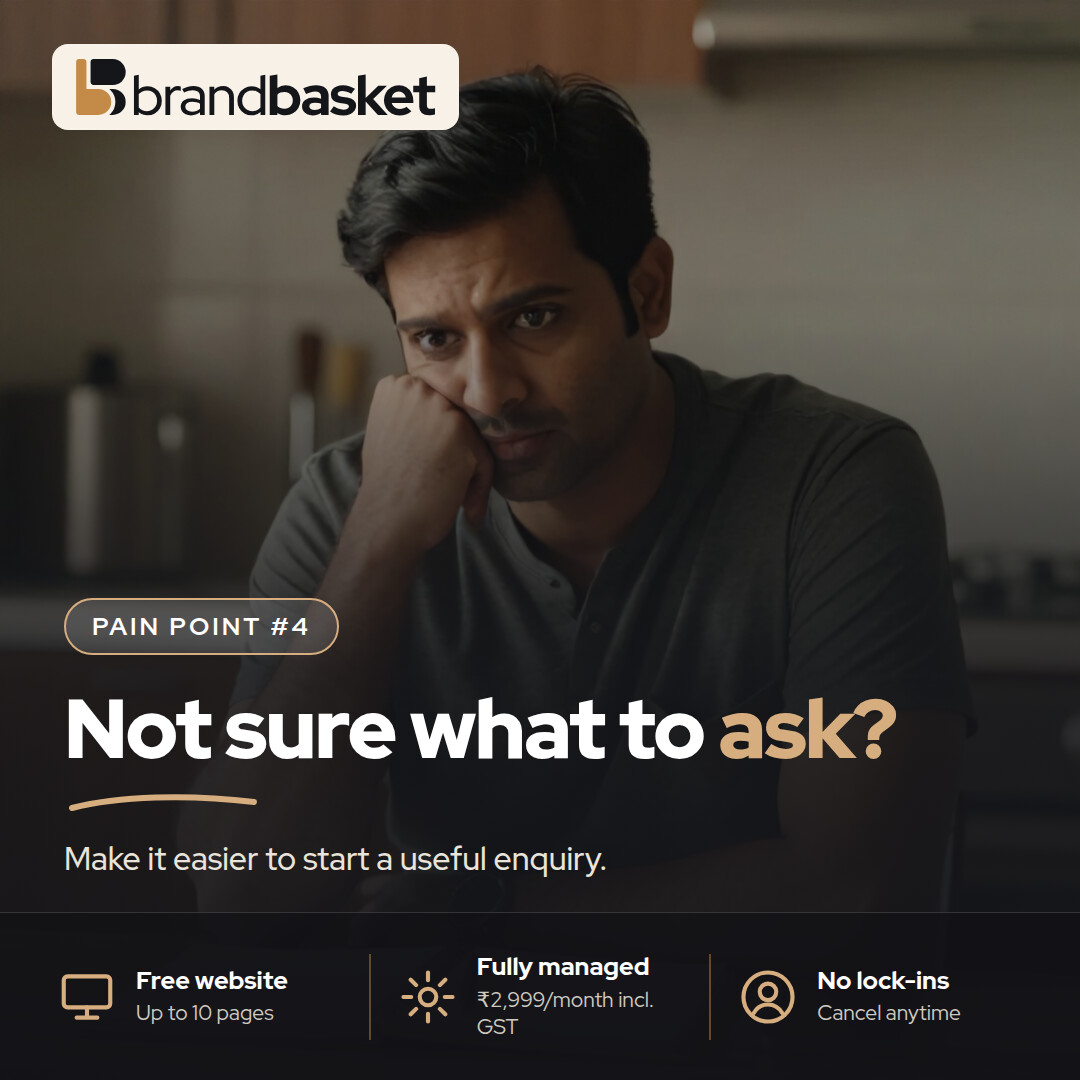 brandbasket
PAIN POINT #4
Not sure what to ask?
Make it easier to start a useful enquiry.
Free website
Up to 10 pages
Fully managed
₹2,999/month incl.
GST
No lock-ins
Cancel anytime